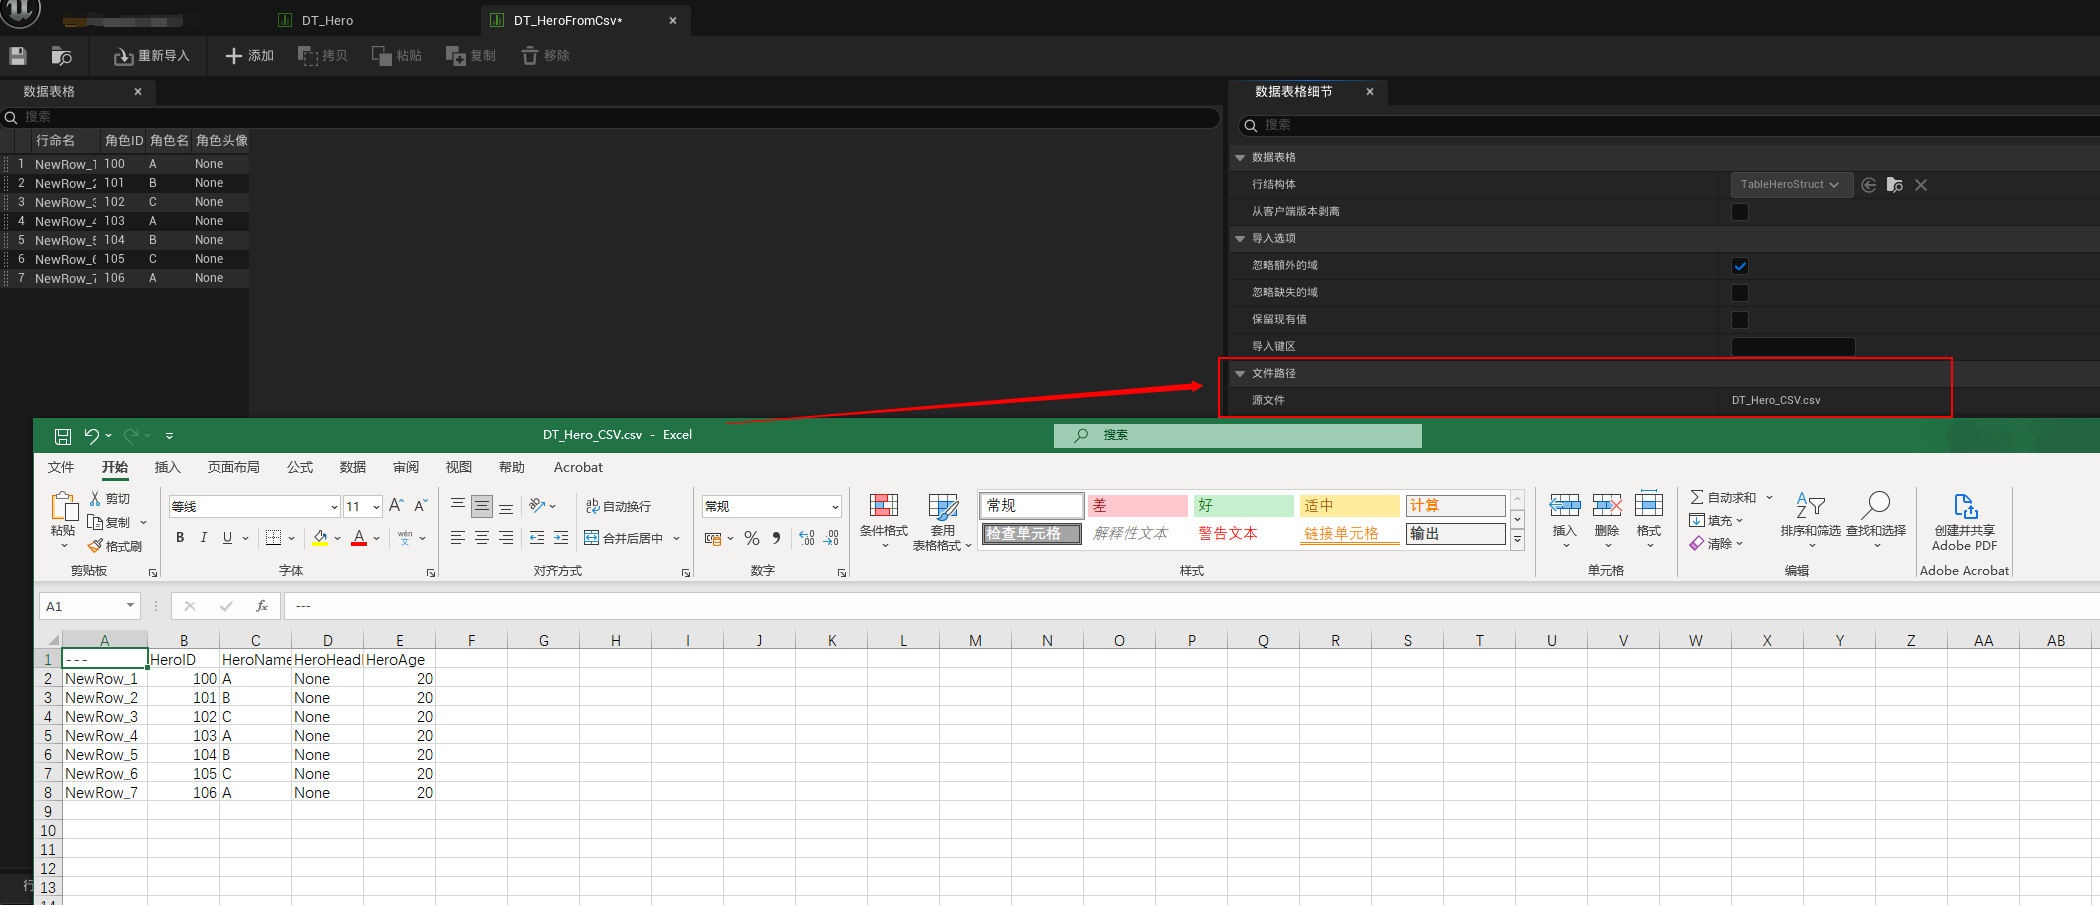 DT_Hero
DT_HeroFromCsv*
重新导入
添加
拷贝
粘贴
复制
移除
数据表格
搜索
行命名 角色ID 角色名 角色头像
1 NewRow_1 100 A None
2 NewRow_2 101 B None
3 NewRow_3 102 C None
4 NewRow_4 103 A None
5 NewRow_5 104 B None
6 NewRow_6 105 C None
7 NewRow_7 106 A None
数据表格细节
搜索
数据表格
行结构体 TableHeroStruct
从客户端版本剥离
导入选项
忽略额外的域
忽略缺失的域
保留现有值
导入键区
文件路径
源文件 DT_Hero_CSV.csv
DT_Hero_CSV.csv - Excel
搜索
文件 开始 插入 页面布局 公式 数据 审阅 视图 帮助 Acrobat
粘贴
剪切
复制
格式刷
剪贴板
等线 11
B I U
A
wén
文
字体
ab 自动换行
合并后居中
对齐方式
常规
数字
条件格式
套用
表格格式
常规 差 好 适中 计算
检查单元格 解释性文本 警告文本 链接单元格 输出
样式
插入 删除 格式
单元格
自动求和
填充
清除
排序和筛选 查找和选择
编辑
创建并共享
Adobe PDF
Adobe Acrobat
A1 fx ---
A B C D E F G H I J K L M N O P Q R S T U V W X Y Z AA AB
1 --- HeroID HeroName HeroHead HeroAge
2 NewRow_1 100 A None 20
3 NewRow_2 101 B None 20
4 NewRow_3 102 C None 20
5 NewRow_4 103 A None 20
6 NewRow_5 104 B None 20
7 NewRow_6 105 C None 20
8 NewRow_7 106 A None 20
9
10
11
12
13
行